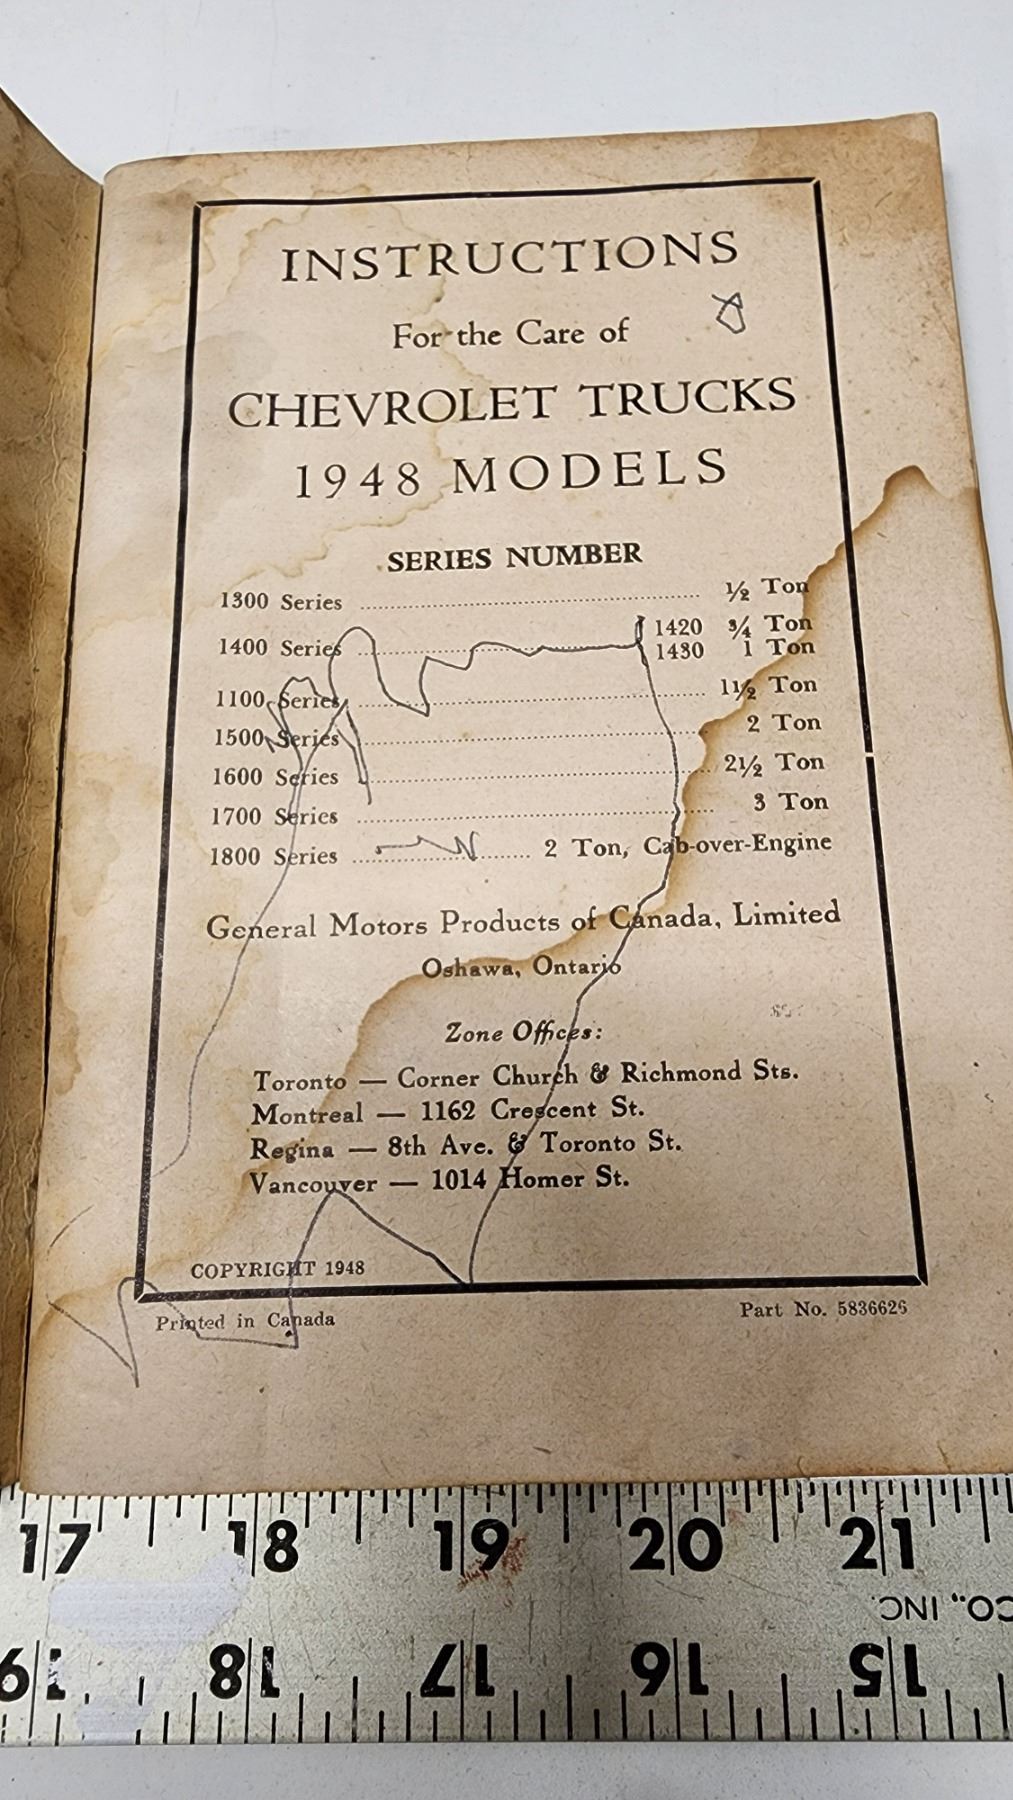 INSTRUCTIONS
For the Care of
CHEVROLET TRUCKS
1948 MODELS
SERIES NUMBER
1300 Series ........ ½ Ton
1400 Series ........ 1420 ¾ Ton
1430 1 Ton
1100 Series ........ 1½ Ton
1500 Series ........ 2 Ton
1600 Series ........ 2½ Ton
1700 Series ........ 3 Ton
1800 Series ........ 2 Ton, Cab-over-Engine
General Motors Products of Canada, Limited
Oshawa, Ontario
Zone Offices:
Toronto — Corner Church & Richmond Sts.
Montreal — 1162 Crescent St.
Regina — 8th Ave. & Toronto St.
Vancouver — 1014 Homer St.
COPYRIGHT 1948
Printed in Canada
Part No. 5836626
17 18 19 20 21
CO., INC.
18 17 16 15